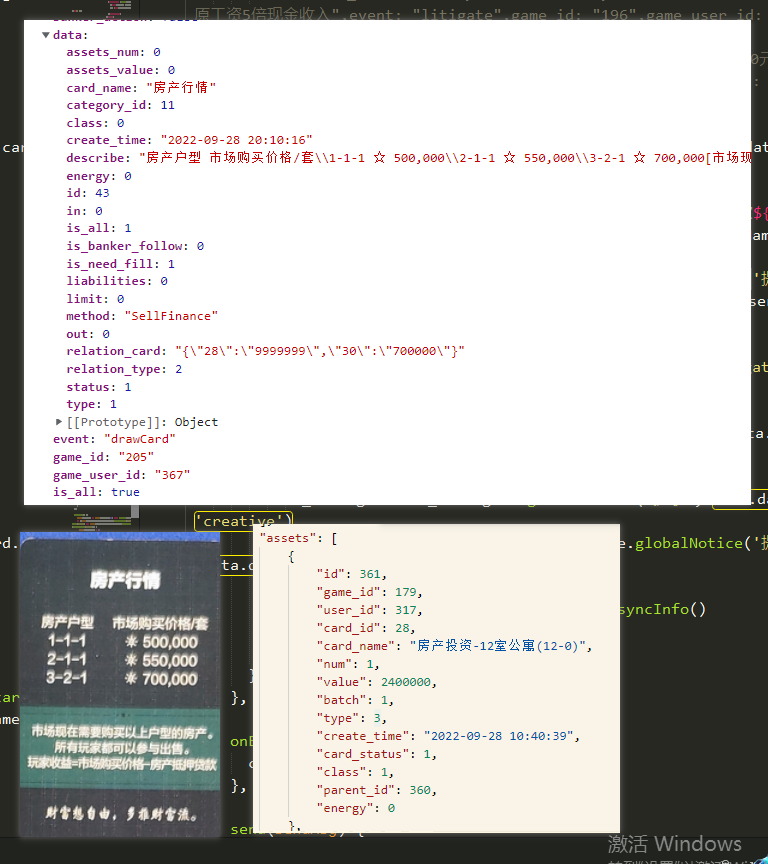 原工资5倍现金收入",event: "litigate",game_id: "196",game_user_id:
data:
assets_num: 0
assets_value: 0
card_name: "房产行情"
category_id: 11
class: 0
create_time: "2022-09-28 20:10:16"
describe: "房产户型 市场购买价格/套\\1-1-1 ☆ 500,000\\2-1-1 ☆ 550,000\\3-2-1 ☆ 700,000[市场现
energy: 0
id: 43
in: 0
is_all: 1
is_banker_follow: 0
is_need_fill: 1
liabilities: 0
limit: 0
method: "SellFinance"
out: 0
relation_card: "{\"28\":\"9999999\",\"30\":\"700000\"}"
relation_type: 2
status: 1
type: 1
[[Prototype]]: Object
event: "drawCard"
game_id: "205"
game_user_id: "367"
is_all: true
'creative')
e.globalNotice('
syncInfo()
},
},
房产行情
房产户型 市场购买价格/套
1-1-1 ☀ 500,000
2-1-1 ☀ 550,000
3-2-1 ☀ 700,000
市场现在需要购买以上户型的房产。
所有玩家都可以参与出售。
玩家收益=市场购买价格-房产抵押贷款
财富想自由，多推财富流。
"assets": [
{
"id": 361,
"game_id": 179,
"user_id": 317,
"card_id": 28,
"card_name": "房产投资-12室公寓(12-0)",
"num": 1,
"value": 2400000,
"batch": 1,
"type": 3,
"create_time": "2022-09-28 10:40:39",
"card_status": 1,
"class": 1,
"parent_id": 360,
"energy": 0
},
激活 Windows